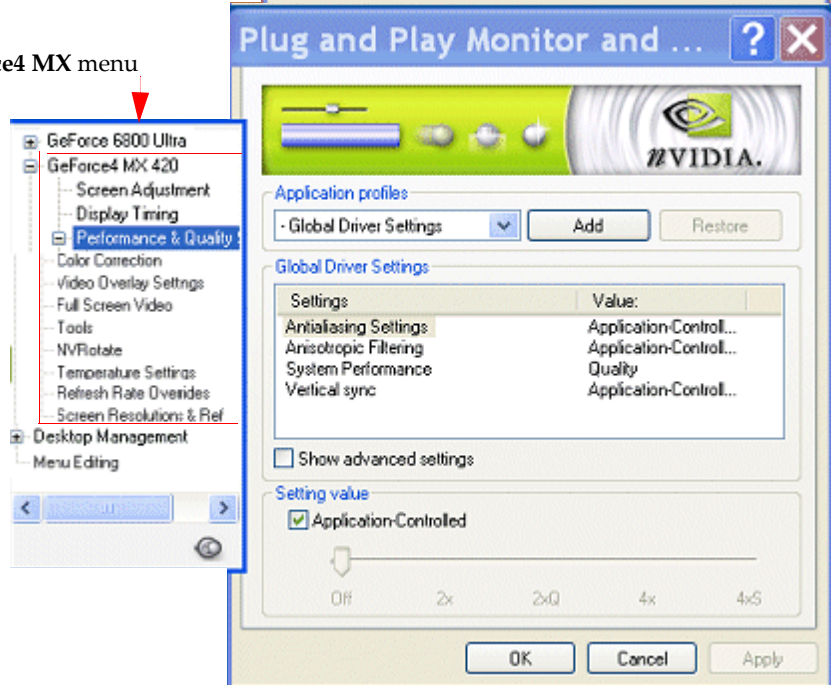 ce4 MX menu
GeForce 6800 Ultra
GeForce4 MX 420
Screen Adjustment
Display Timing
Performance & Quality
Color Correction
Video Overlay Settings
Full Screen Video
Tools
NVRotate
Temperature Settings
Refresh Rate Overrides
Screen Resolutions & Ref
Desktop Management
Menu Editing
Plug and Play Monitor and ...
?
nVIDIA.
Application profiles
- Global Driver Settings
Add
Restore
Global Driver Settings
Settings Value:
Antialiasing Settings Application-Controll...
Anisotropic Filtering Application-Controll...
System Performance Quality
Vertical sync Application-Controll...
Show advanced settings
Setting value
Application-Controlled
Off 2x 2xQ 4x 4xS
OK Cancel Apply